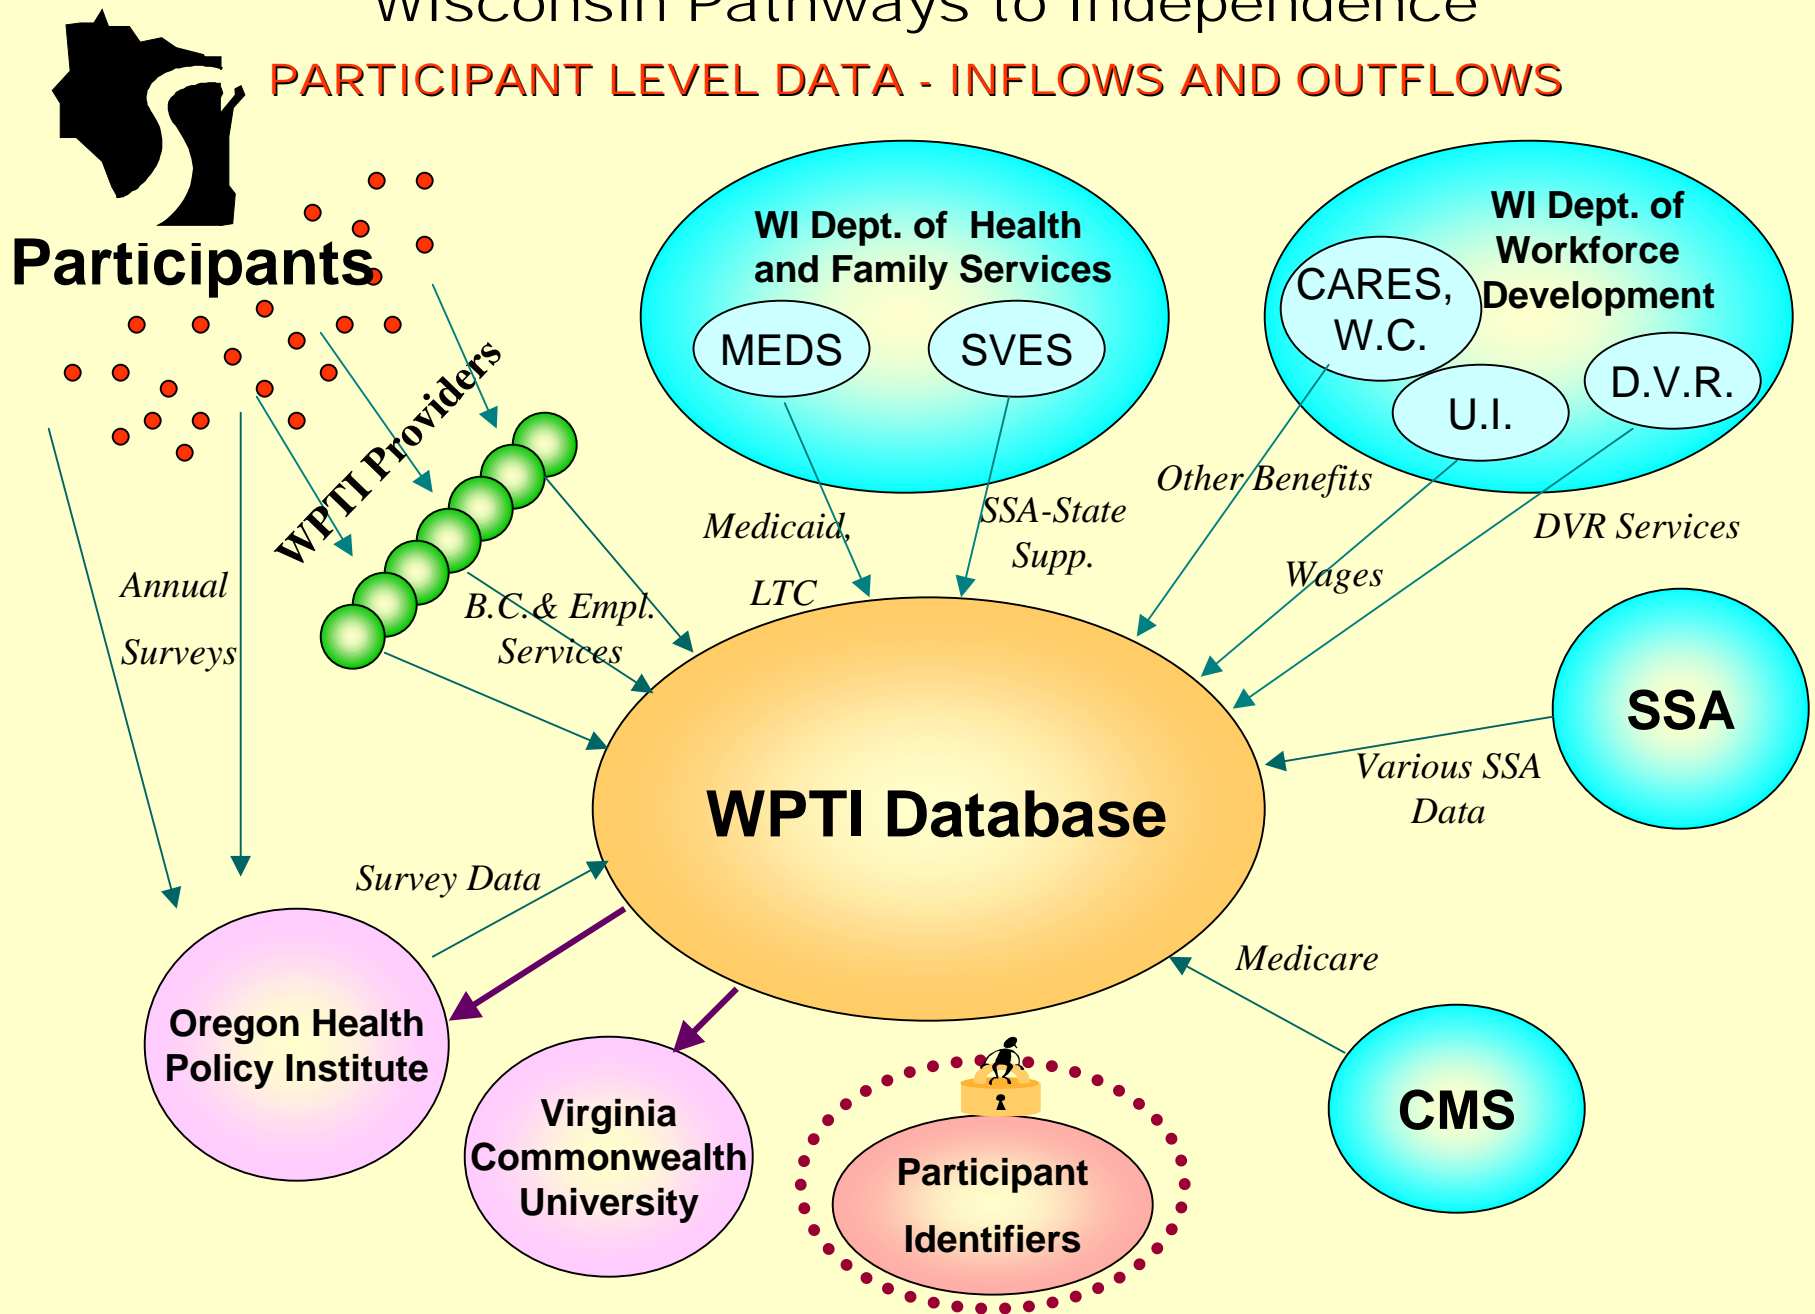 Wisconsin Pathways to Independence
PARTICIPANT LEVEL DATA - INFLOWS AND OUTFLOWS
Participants
WPTI Providers
WI Dept. of Health
and Family Services
MEDS
SVES
WI Dept. of
Workforce
Development
CARES,
W.C.
U.I.
D.V.R.
Medicaid,
LTC
SSA-State
Supp.
Other Benefits
Wages
DVR Services
Annual
Surveys
B.C.& Empl.
Services
WPTI Database
SSA
Various SSA
Data
Survey Data
Medicare
CMS
Oregon Health
Policy Institute
Virginia
Commonwealth
University
Participant
Identifiers